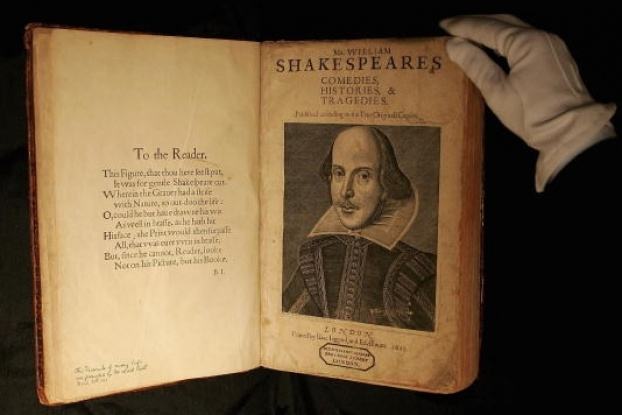 To the Reader.
This Figure, that thou here seest put,
It was for gentle Shakespeare cut;
Wherein the Grauer had a strife
with Nature, to out-doo the life:
O, could he but haue drawne his wit
As well in brasse, as he hath hit
His face; the Print would then surpasse
All, that vvas euer vvrit in brasse.
But, since he cannot, Reader, looke
Not on his Picture, but his Booke.
B. I.
Mr. WILLIAM
SHAKESPEARES
COMEDIES,
HISTORIES, &
TRAGEDIES.
Published according to the True Originall Copies.
LONDON
Printed by Isaac Iaggard, and Ed. Blount. 1623.
LONDON.